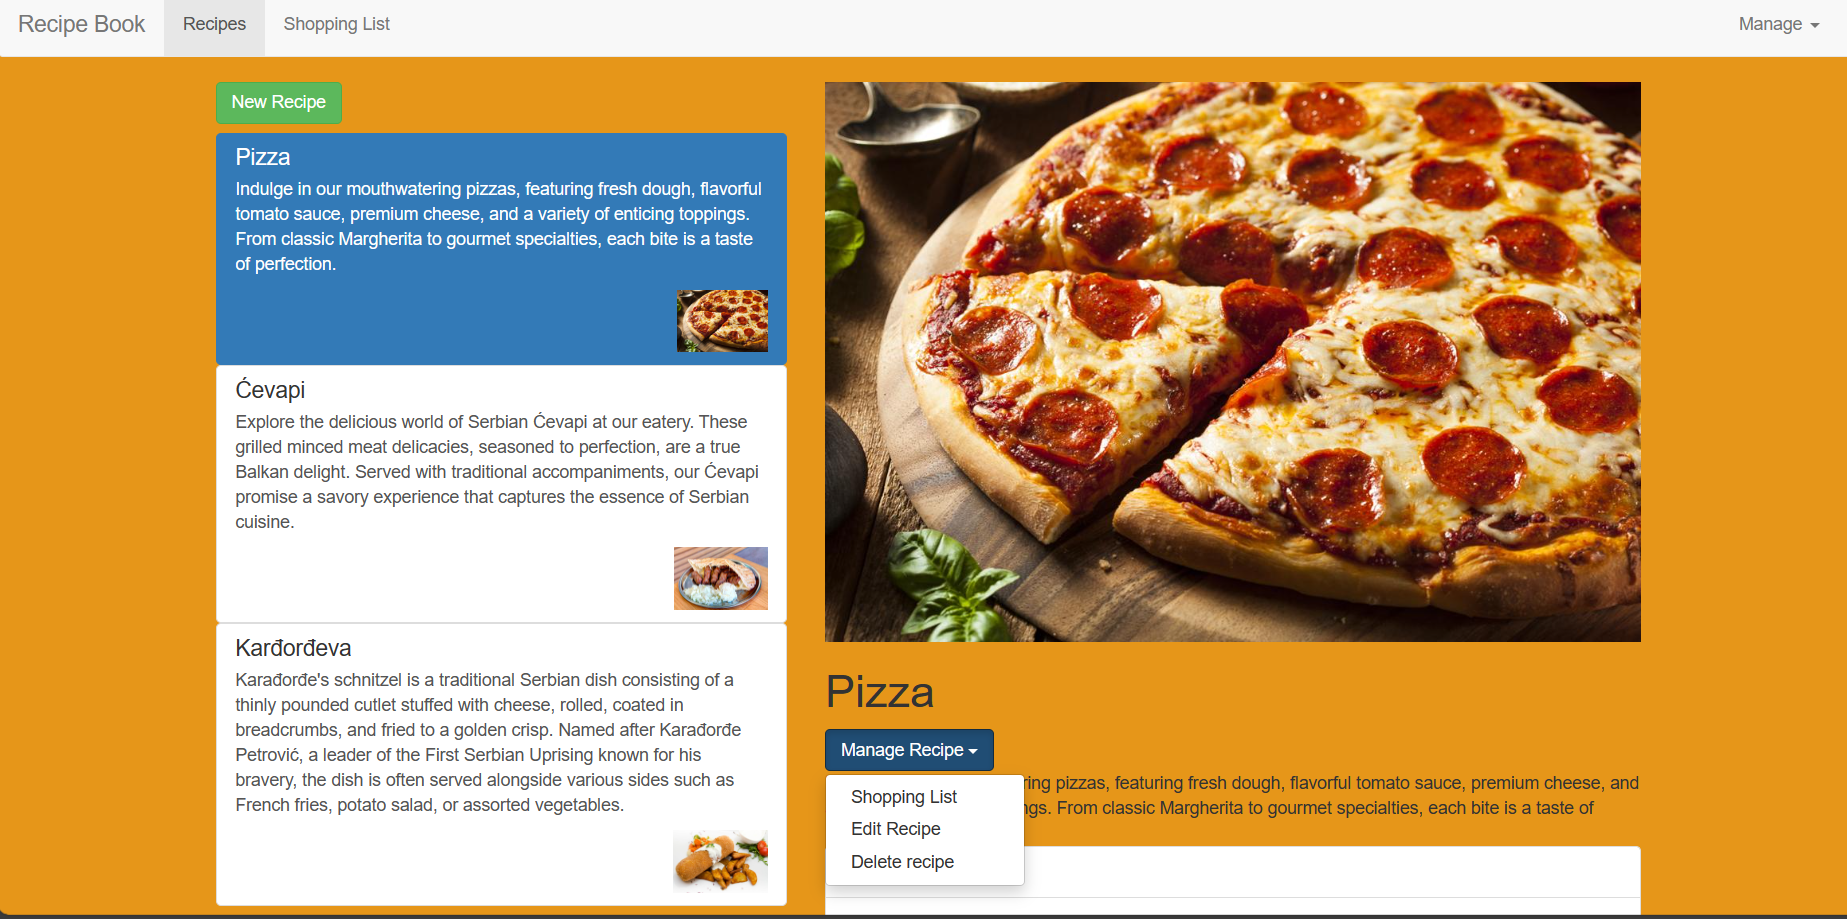 Recipe Book
Recipes
Shopping List
Manage
New Recipe
Pizza
Indulge in our mouthwatering pizzas, featuring fresh dough, flavorful
tomato sauce, premium cheese, and a variety of enticing toppings.
From classic Margherita to gourmet specialties, each bite is a taste
of perfection.
Ćevapi
Explore the delicious world of Serbian Ćevapi at our eatery. These
grilled minced meat delicacies, seasoned to perfection, are a true
Balkan delight. Served with traditional accompaniments, our Ćevapi
promise a savory experience that captures the essence of Serbian
cuisine.
Karđorđeva
Karađorđe's schnitzel is a traditional Serbian dish consisting of a
thinly pounded cutlet stuffed with cheese, rolled, coated in
breadcrumbs, and fried to a golden crisp. Named after Karađorđe
Petrović, a leader of the First Serbian Uprising known for his
bravery, the dish is often served alongside various sides such as
French fries, potato salad, or assorted vegetables.
Pizza
Manage Recipe
ring pizzas, featuring fresh dough, flavorful tomato sauce, premium cheese, and
ngs. From classic Margherita to gourmet specialties, each bite is a taste of
Shopping List
Edit Recipe
Delete recipe